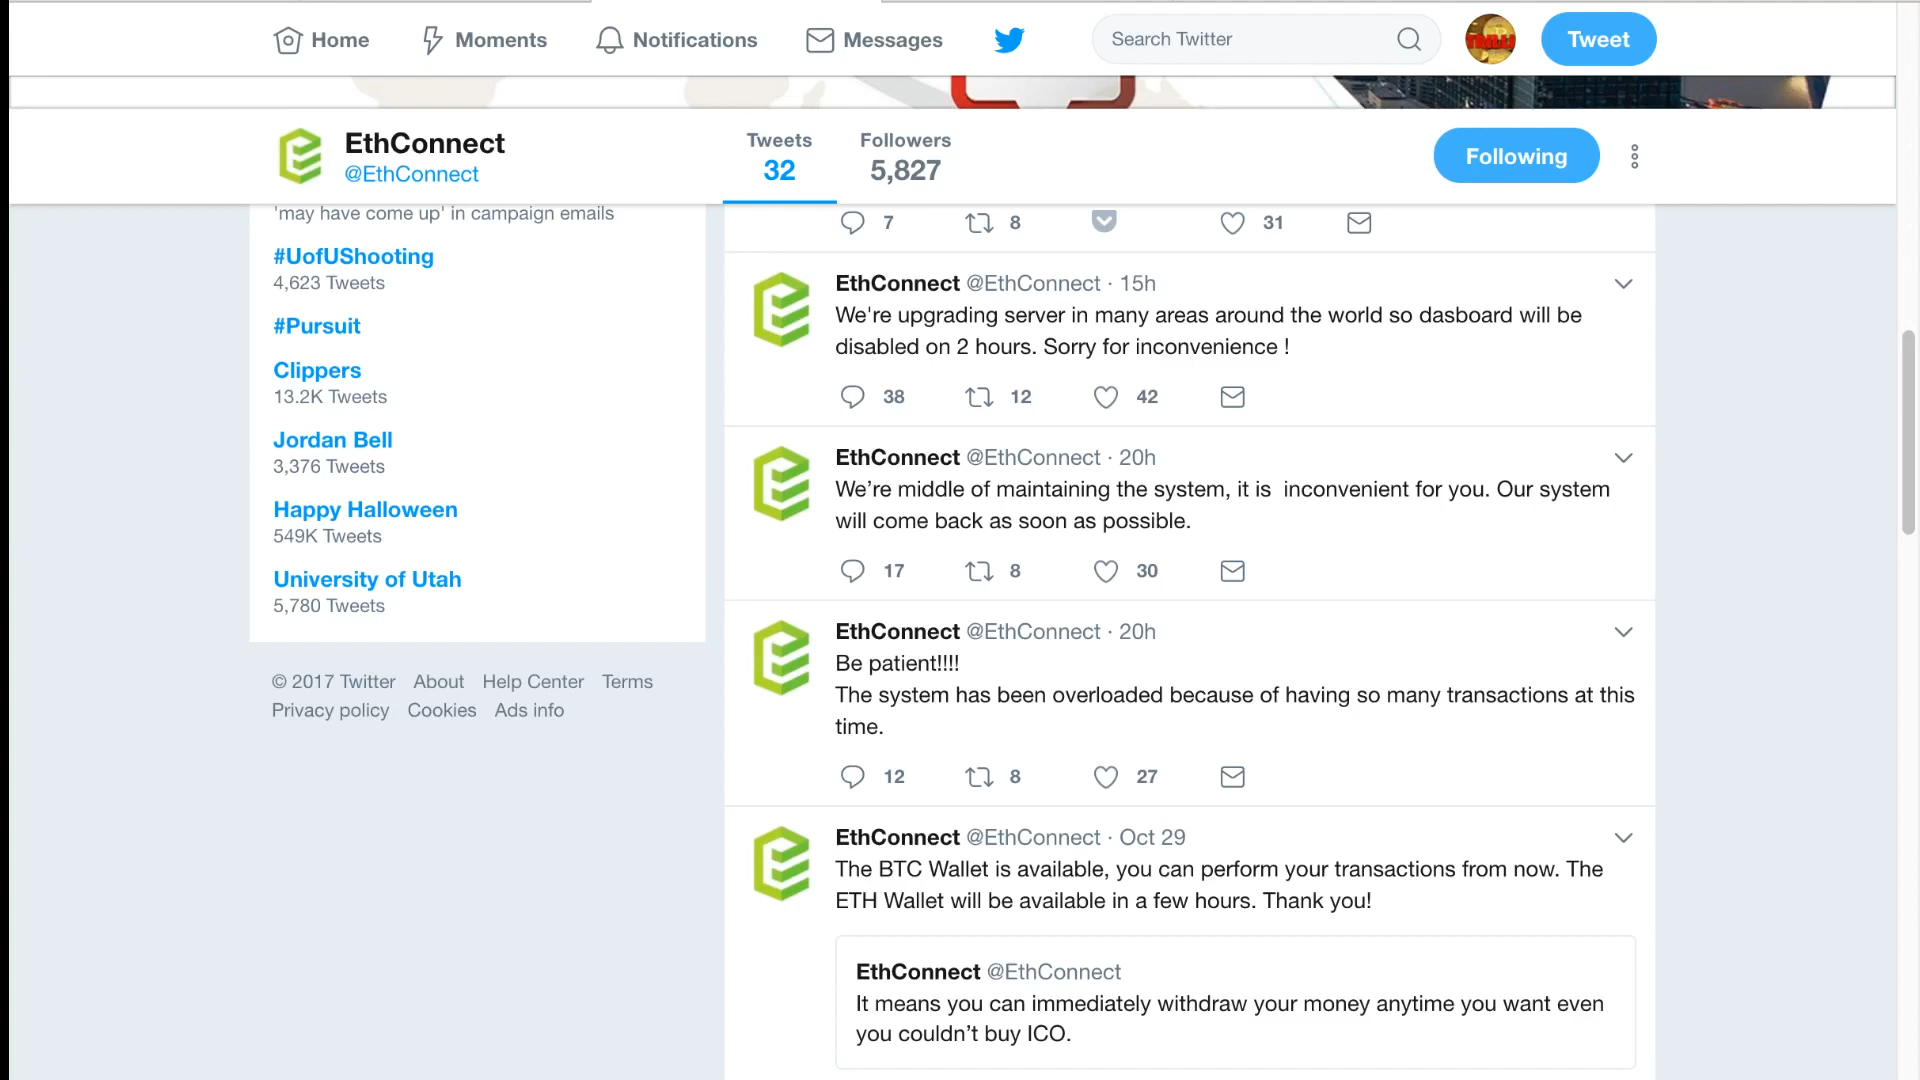 Home
Moments
Notifications
Messages
Search Twitter
Tweet
EthConnect
@EthConnect
Tweets
32
Followers
5,827
Following
'may have come up' in campaign emails
#UofUShooting
4,623 Tweets
#Pursuit
Clippers
13.2K Tweets
Jordan Bell
3,376 Tweets
Happy Halloween
549K Tweets
University of Utah
5,780 Tweets
© 2017 Twitter About Help Center Terms
Privacy policy Cookies Ads info
7 8 31
EthConnect @EthConnect · 15h
We're upgrading server in many areas around the world so dasboard will be
disabled on 2 hours. Sorry for inconvenience !
38 12 42
EthConnect @EthConnect · 20h
We’re middle of maintaining the system, it is  inconvenient for you. Our system
will come back as soon as possible.
17 8 30
EthConnect @EthConnect · 20h
Be patient!!!!
The system has been overloaded because of having so many transactions at this
time.
12 8 27
EthConnect @EthConnect · Oct 29
The BTC Wallet is available, you can perform your transactions from now. The
ETH Wallet will be available in a few hours. Thank you!
EthConnect @EthConnect
It means you can immediately withdraw your money anytime you want even
you couldn’t buy ICO.